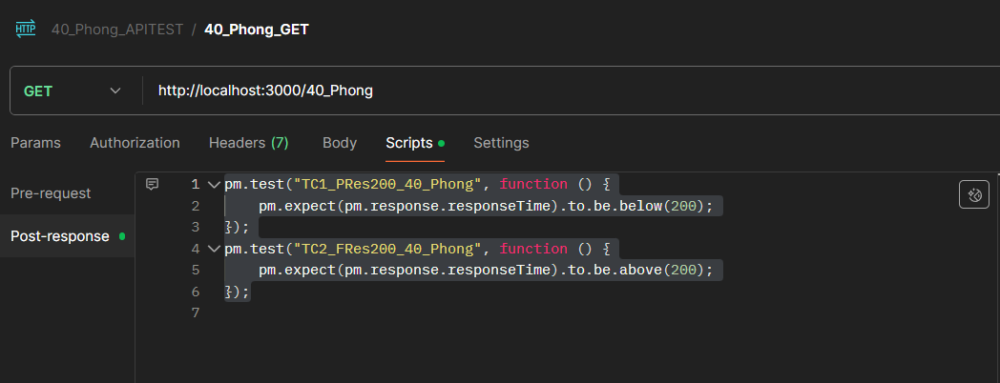 HTTP 40_Phong_APITEST / 40_Phong_GET
GET http://localhost:3000/40_Phong
Params Authorization Headers (7) Body Scripts Settings
Pre-request
Post-response
1 pm.test("TC1_PRes200_40_Phong", function () {
2 pm.expect(pm.response.responseTime).to.be.below(200);
3 });
4 pm.test("TC2_FRes200_40_Phong", function () {
5 pm.expect(pm.response.responseTime).to.be.above(200);
6 });
7